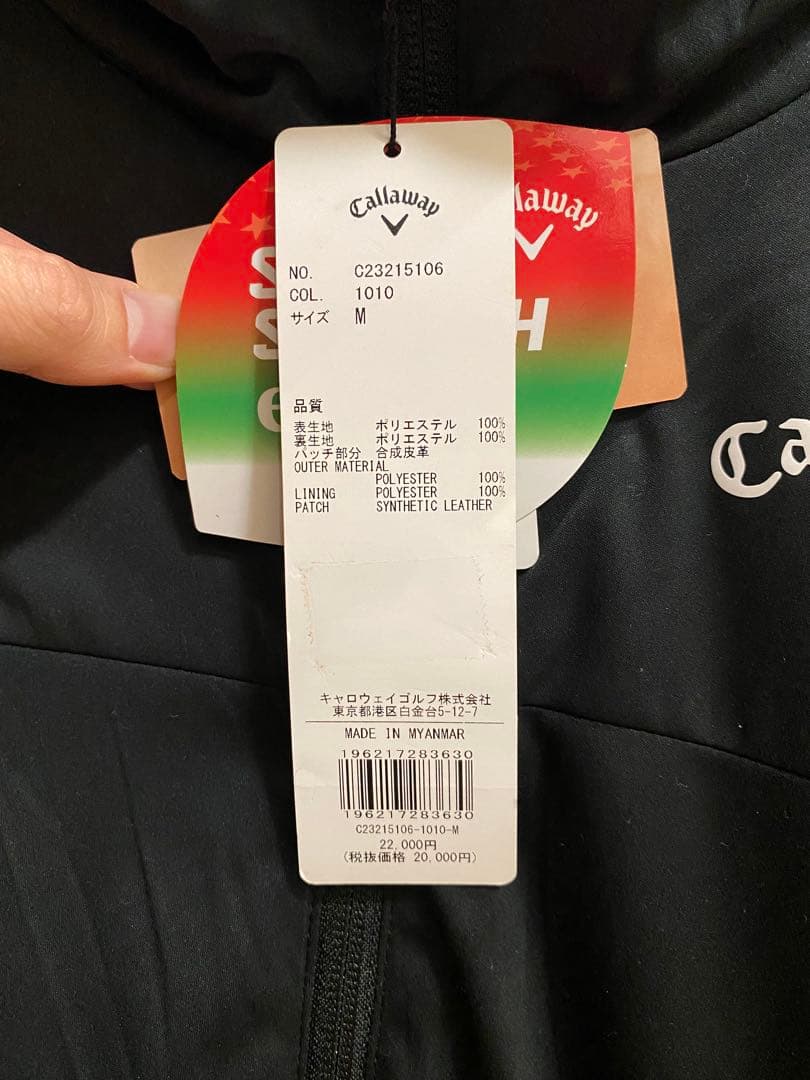 Callaway
NO. C23215106
COL. 1010
サイズ M
品質
表生地 ポリエステル 100%
裏生地 ポリエステル 100%
パッチ部分 合成皮革
OUTER MATERIAL
POLYESTER 100%
LINING POLYESTER 100%
PATCH SYNTHETIC LEATHER
キャロウェイゴルフ株式会社
東京都港区白金台5-12-7
MADE IN MYANMAR
196217283630
196217283630
C23215106-1010-M
22,000円
(税抜価格 20,000円)
laway
S
S H
e
Ca